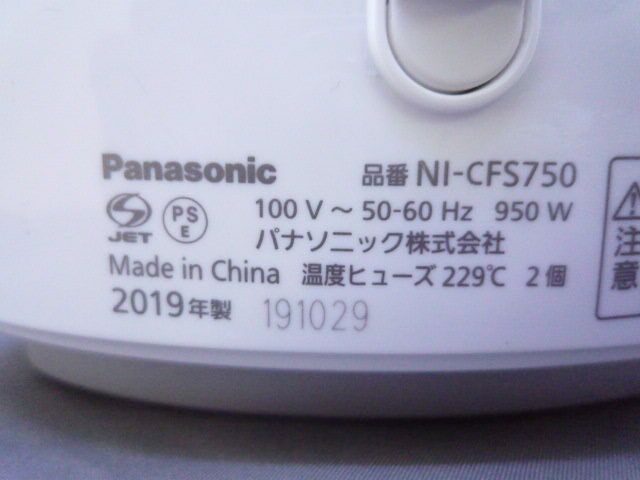 Panasonic 品番 NI-CFS750
JET PS E 100 V ～ 50-60 Hz 950 W
パナソニック株式会社
Made in China 温度ヒューズ 229℃ 2 個
2019年製 191029
注
意